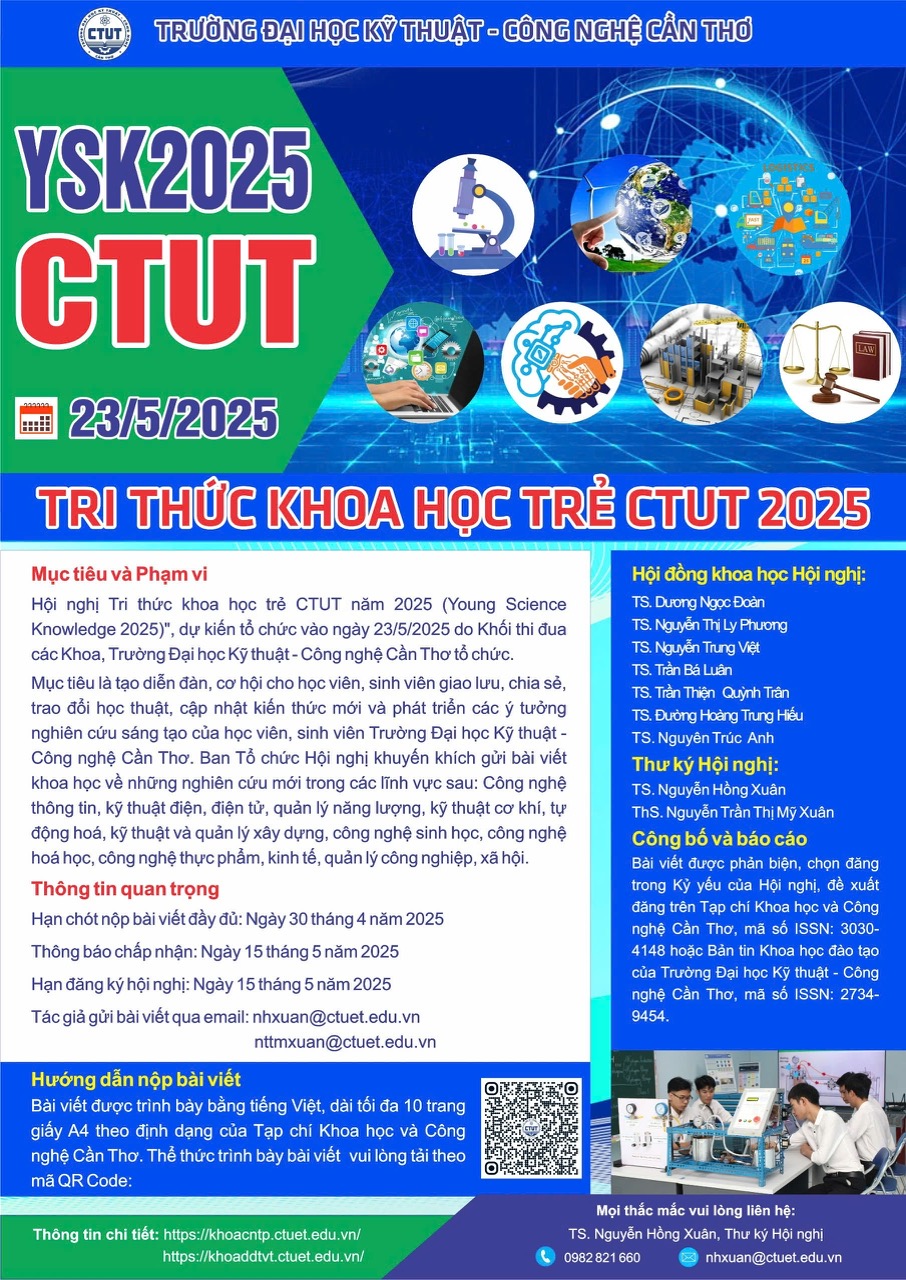 CTUT
TRƯỜNG ĐẠI HỌC KỸ THUẬT - CÔNG NGHỆ CẦN THƠ
YSK2025
CTUT
23/5/2025
LOGISTICS
LAW
TRI THỨC KHOA HỌC TRẺ CTUT 2025
Mục tiêu và Phạm vi
Hội nghị Tri thức khoa học trẻ CTUT năm 2025 (Young Science
Knowledge 2025)", dự kiến tổ chức vào ngày 23/5/2025 do Khối thi đua
các Khoa, Trường Đại học Kỹ thuật - Công nghệ Cần Thơ tổ chức.
Mục tiêu là tạo diễn đàn, cơ hội cho học viên, sinh viên giao lưu, chia sẻ,
trao đổi học thuật, cập nhật kiến thức mới và phát triển các ý tưởng
nghiên cứu sáng tạo của học viên, sinh viên Trường Đại học Kỹ thuật -
Công nghệ Cần Thơ. Ban Tổ chức Hội nghị khuyến khích gửi bài viết
khoa học về những nghiên cứu mới trong các lĩnh vực sau: Công nghệ
thông tin, kỹ thuật điện, điện tử, quản lý năng lượng, kỹ thuật cơ khí, tự
động hoá, kỹ thuật và quản lý xây dựng, công nghệ sinh học, công nghệ
hoá học, công nghệ thực phẩm, kinh tế, quản lý công nghiệp, xã hội.
Thông tin quan trọng
Hạn chót nộp bài viết đầy đủ: Ngày 30 tháng 4 năm 2025
Thông báo chấp nhận: Ngày 15 tháng 5 năm 2025
Hạn đăng ký hội nghị: Ngày 15 tháng 5 năm 2025
Tác giả gửi bài viết qua email: nhxuan@ctuet.edu.vn
nttmxuan@ctuet.edu.vn
Hướng dẫn nộp bài viết
Bài viết được trình bày bằng tiếng Việt, dài tối đa 10 trang
giấy A4 theo định dạng của Tạp chí Khoa học và Công
nghệ Cần Thơ. Thể thức trình bày bài viết vui lòng tải theo
mã QR Code:
Hội đồng khoa học Hội nghị:
TS. Dương Ngọc Đoàn
TS. Nguyễn Thị Ly Phương
TS. Nguyễn Trung Việt
TS. Trần Bá Luân
TS. Trần Thiện Quỳnh Trân
TS. Đường Hoàng Trung Hiếu
TS. Nguyên Trúc Anh
Thư ký Hội nghị:
TS. Nguyễn Hồng Xuân
ThS. Nguyễn Trần Thị Mỹ Xuân
Công bố và báo cáo
Bài viết được phản biện, chọn đăng
trong Kỷ yếu của Hội nghị, đề xuất
đăng trên Tạp chí Khoa học và Công
nghệ Cần Thơ, mã số ISSN: 3030-
4148 hoặc Bản tin Khoa học đào tạo
của Trường Đại học Kỹ thuật - Công
nghệ Cần Thơ, mã số ISSN: 2734-
9454.
Thông tin chi tiết: https://khoacntp.ctuet.edu.vn/
https://khoaddtvt.ctuet.edu.vn/
Mọi thắc mắc vui lòng liên hệ:
TS. Nguyễn Hồng Xuân, Thư ký Hội nghị
0982 821 660 nhxuan@ctuet.edu.vn